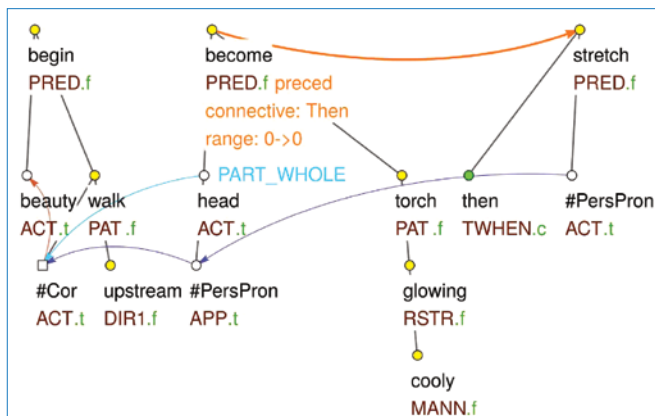 begin become stretch
PRED.f PRED.f preced PRED.f
connective: Then
range: 0->0
PART_WHOLE
beauty walk head torch then #PersPron
ACT.t PAT.f ACT.t PAT.f TWHEN.c ACT.t
#Cor upstream #PersPron glowing
ACT.t DIR1.f APP.t RSTR.f
cooly
MANN.f